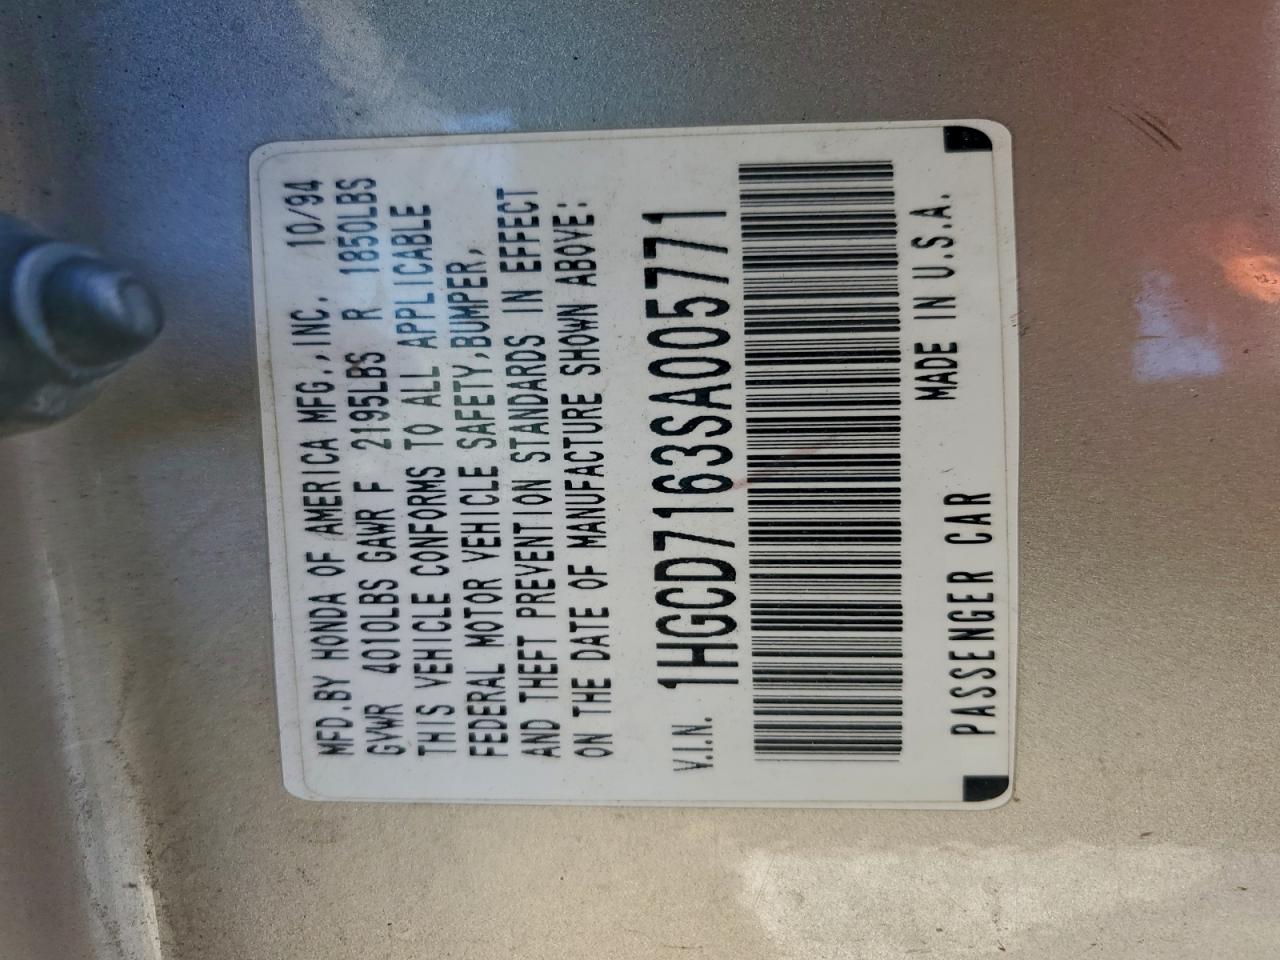 MFD.BY HONDA OF AMERICA MFG.,INC. 10/94
GVWR 4010LBS GAWR F 2195LBS R 1850LBS
THIS VEHICLE CONFORMS TO ALL APPLICABLE
FEDERAL MOTOR VEHICLE SAFETY,BUMPER,
AND THEFT PREVENTION STANDARDS IN EFFECT
ON THE DATE OF MANUFACTURE SHOWN ABOVE:
V.I.N. 1HGCD7163SA005771
PASSENGER CAR MADE IN U.S.A.